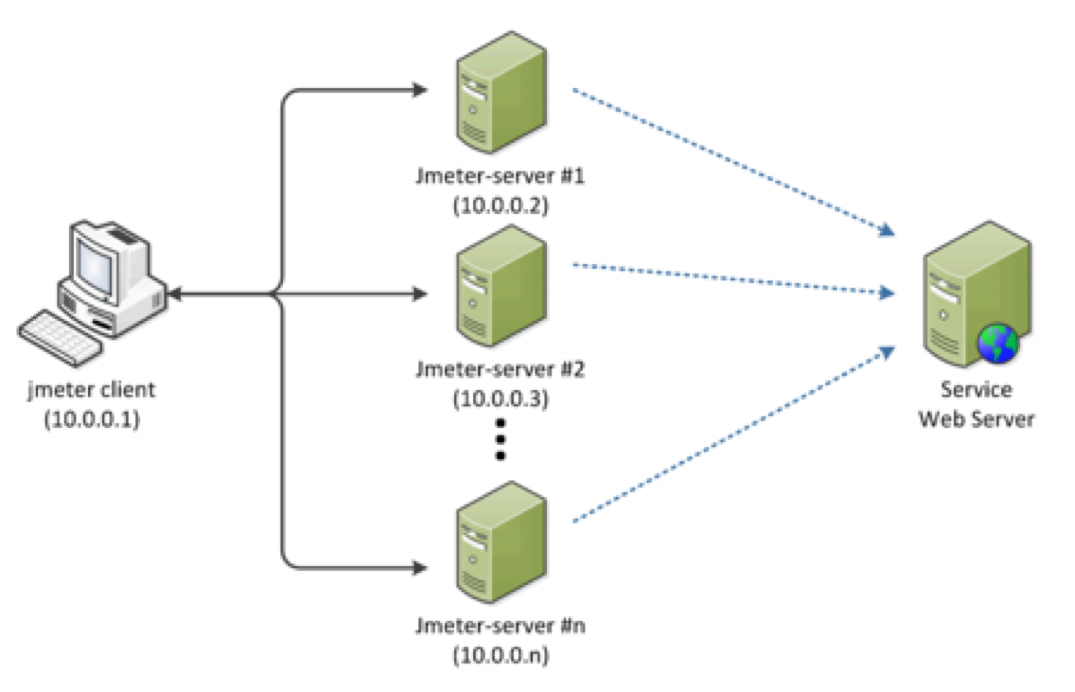 Jmeter-server #1
(10.0.0.2)
jmeter client
(10.0.0.1)
Jmeter-server #2
(10.0.0.3)
Service
Web Server
Jmeter-server #n
(10.0.0.n)